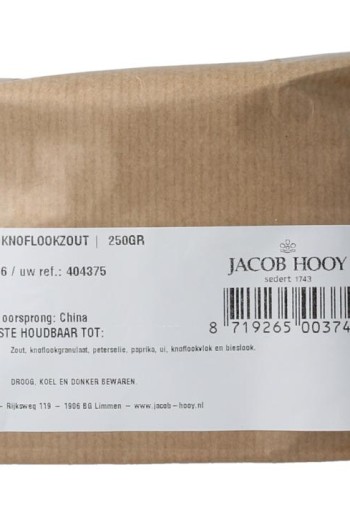 KNOFLOOKZOUT | 250GR
6 / uw ref.: 404375
JACOB HOOY
sedert 1743
oorsprong: China
STE HOUDBAAR TOT:
8 719265 00374
Zout, knoflookgranulaat, peterselie, paprika, ui, knoflookvlok en bieslook.
DROOG, KOEL EN DONKER BEWAREN.
- Rijksweg 119 - 1906 BG Limmen - www.jacob-hooy.nl